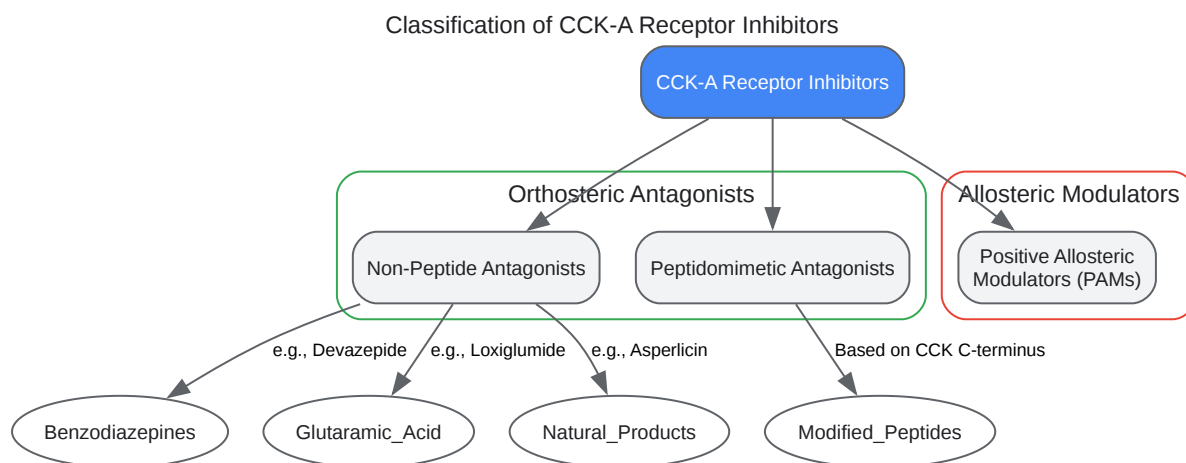 Classification of CCK-A Receptor Inhibitors
CCK-A Receptor Inhibitors
Orthosteric Antagonists
Allosteric Modulators
Non-Peptide Antagonists
Peptidomimetic Antagonists
Positive Allosteric
Modulators (PAMs)
e.g., Devazepide
e.g., Loxiglumide
e.g., Asperlicin
Based on CCK C-terminus
Benzodiazepines
Glutaramic_Acid
Natural_Products
Modified_Peptides